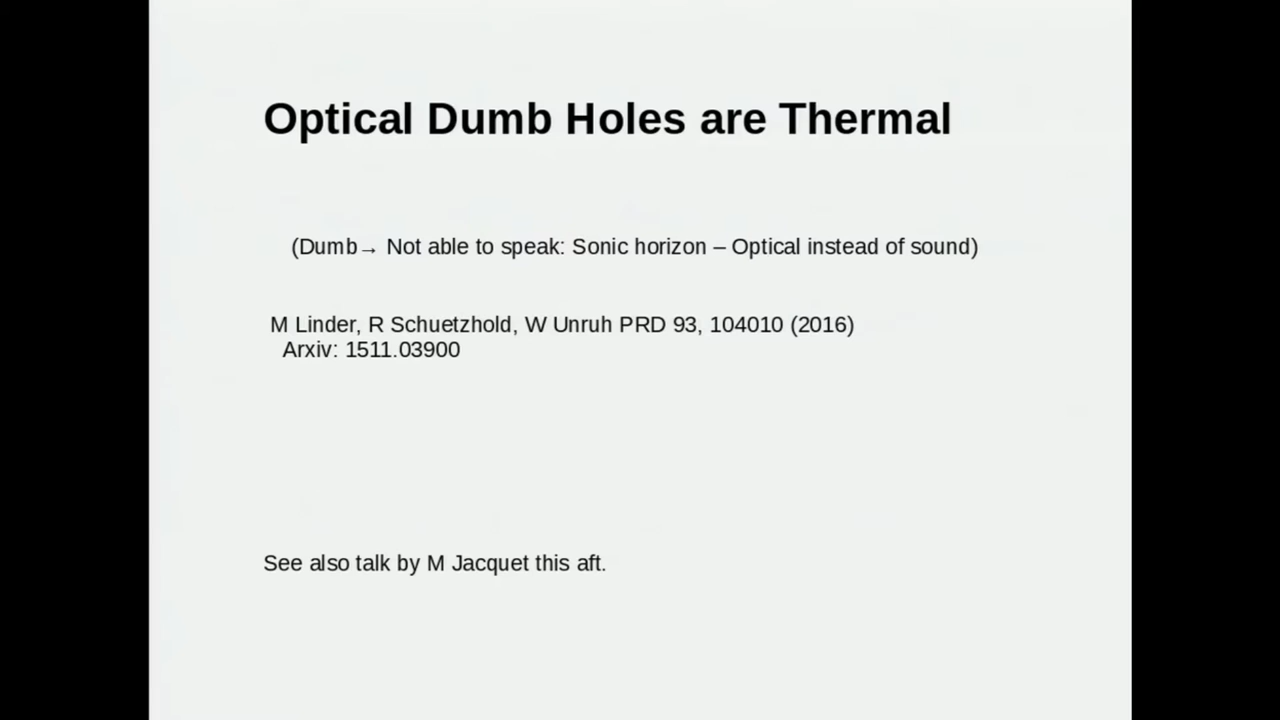 Optical Dumb Holes are Thermal
(Dumb→ Not able to speak: Sonic horizon – Optical instead of sound)
M Linder, R Schuetzhold, W Unruh PRD 93, 104010 (2016)
Arxiv: 1511.03900
See also talk by M Jacquet this aft.